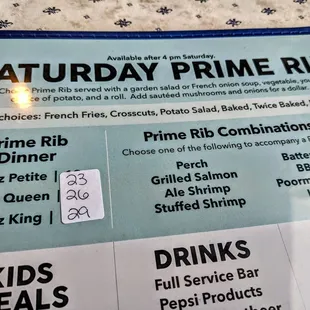 Available after 4 pm Saturday.
ATURDAY PRIME RI
Prime Rib served with a garden salad or French onion soup, vegetable, you
ce of potato, and a roll. Add sautéed mushrooms and onions for a dollar.
choices: French Fries, Crosscuts, Potato Salad, Baked, Twice Baked,
rime Rib
Dinner
z Petite | 23
Queen | 26
z King | 29
Prime Rib Combinations
Choose one of the following to accompany a
Perch
Grilled Salmon
Ale Shrimp
Stuffed Shrimp
Batte
BB
Poorm
KIDS
EALS
DRINKS
Full Service Bar
Pepsi Products